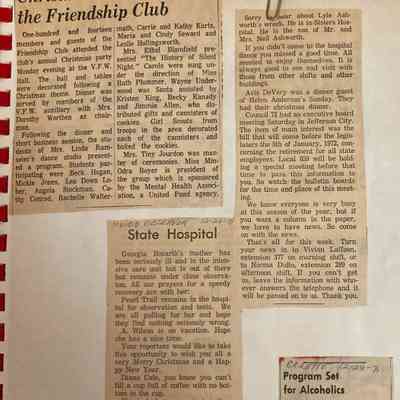 the Friendship Club
One-hundred and fourteen
members and guests of the
Friendship Club attended the
club's annual Christmas party
Monday evening at the V.F.W.
Hall. The hall and tables
were decorated following a
Christmas theme. Dinner was
served by members of the
V.F.W. auxiliary with Mrs.
Dorothy Warthen at chair-
man.
Following the dinner and
short business session, the stu-
dents of Mrs. Linda Rum-
sier's dance studio present-
ed a program. Students par-
ticipating were Beck Hogan,
Mickie Jones, Lea Down Lo-
ber, Angela Rockman, Ca-
thy Conrad, Rachelle Walter-
math, Carrie and Kathy Kurtz,
Maria and Cindy Seward and
Leslie Hollingsworth.
Mrs. Ethel Blomfield pre-
sented "The History of Silent
Night." Carols were sung un-
der the direction of Miss
Ruth Plummer. Wayne Under-
wood was Santa assisted by
Kristen King, Becky Kanady
and Jimmie Allen, who dis-
tributed gifts and cannisters of
cookies. Girl Scouts from
troops in the area decorated
each of the cannisters and
baked the cookies.
Mrs. Tory Jourdon was man-
ager of ceremonies. Miss Min-
Odra Boyer is president of
the group which is sponsored
by the Mental Health Associ-
ation, a United Fund agency.
Sorry hear about Lyle Ash-
worth's wreck. He is in Sisters Hos-
pital. He is the son of Mr. and
Mrs. Neil Ashworth.
If you didn't come to the hospital
dinner you missed a good time. All
seemed to enjoy themselves. It is
always good to see and visit with
those from other shifts and other
buildings.
Avis DeVey was a dinner guest
of Helen Anderson's Sunday. They
had their christmas dinner.
Council 72 had an executive board
meeting Saturday in Jefferson City. The
item of main interest was the
bill that will come before the legis-
laters the 5th of January, 1972, con-
cerning the retirement for all state
employees. Local 839 will be hold-
ing a special meeting before that
time to pass this information to
you. So watch the bulletin boards
for the time and place of this meet-
ing.
We know everyone is very busy
at this season of the year, but if
you want a column in the paper,
we have to have news. So come
on with the news.
That's all for this week. Turn
your news in to Vivian Laffoon,
extension 377 on morning shift, or
to Norma Dulin, extension 289 on
afternoon shift. If you can't get
us, leave the information with who-
ever answers the telephone and it
will be passed on to us. Thank you.
State Hospital
Georgia Hogarth's mother has
been seriously ill and in the inten-
sive care unit but is out of there
but remains under close observa-
tion. All our prayers for a speedy
recovery are with her.
Pearl Trail remains in the hospi-
tal for observation and tests. We
are all pulling for her and hope
they find nothing seriously wrong.
A. Wilson is on vacation. Hope
she has a nice time.
Your reporters would like to take
this opportunity to wish you all a
very Merry Christmas and a Hap-
py New Year.
Diana Cole, you know you can't
fill a cup full of coffee with no bot-
tom in the cup.
Program Set
for Alcoholics